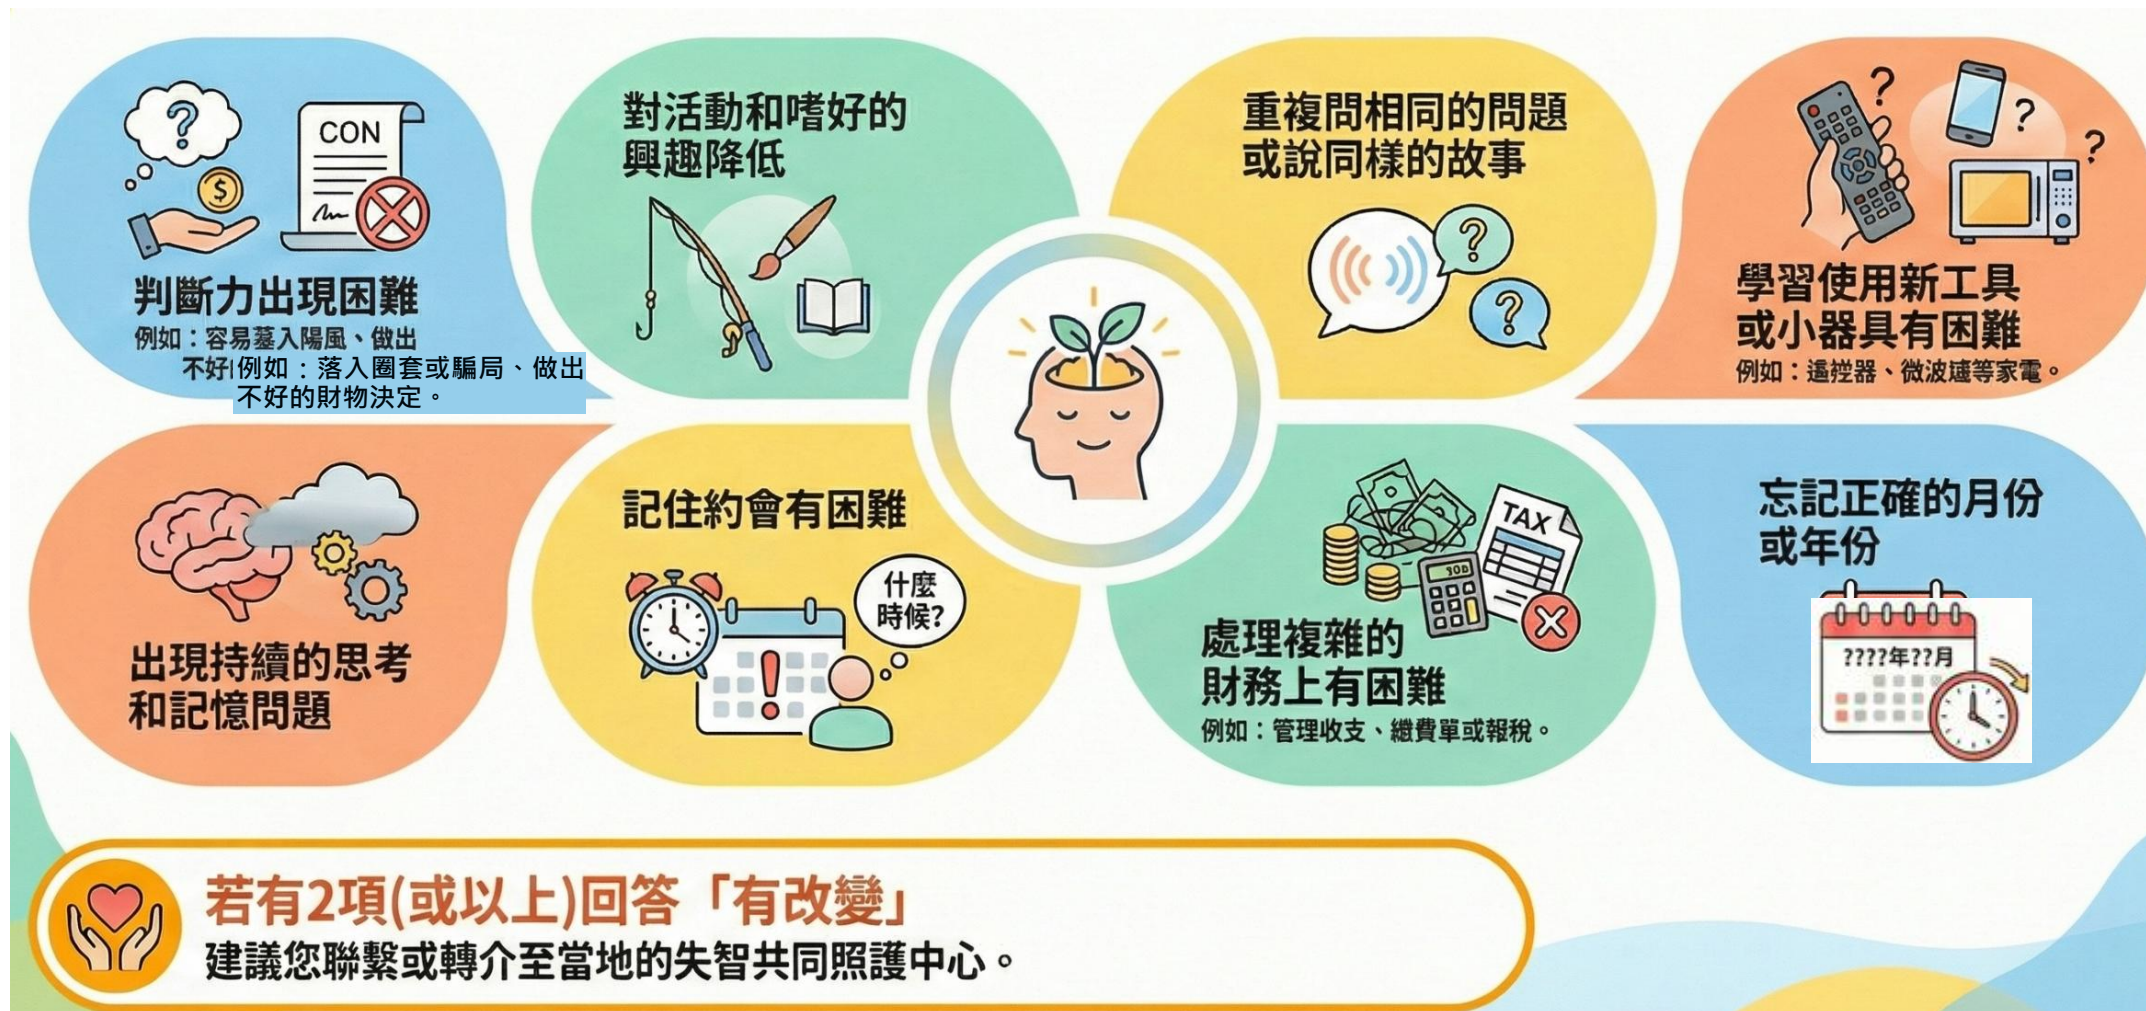 CON
判斷力出現困難
例如：容易墓入陽風、做出
不好
例如：落入圈套或騙局、做出
不好的財物決定。
對活動和嗜好的
興趣降低
重複問相同的問題
或說同樣的故事
學習使用新工具
或小器具有困難
例如：遙控器、微波爐等家電。
出現持續的思考
和記憶問題
記住約會有困難
什麼
時候?
TAX
處理複雜的
財務上有困難
例如：管理收支、繳費單或報稅。
忘記正確的月份
或年份
????年??月
若有2項(或以上)回答「有改變」
建議您聯繫或轉介至當地的失智共同照護中心。